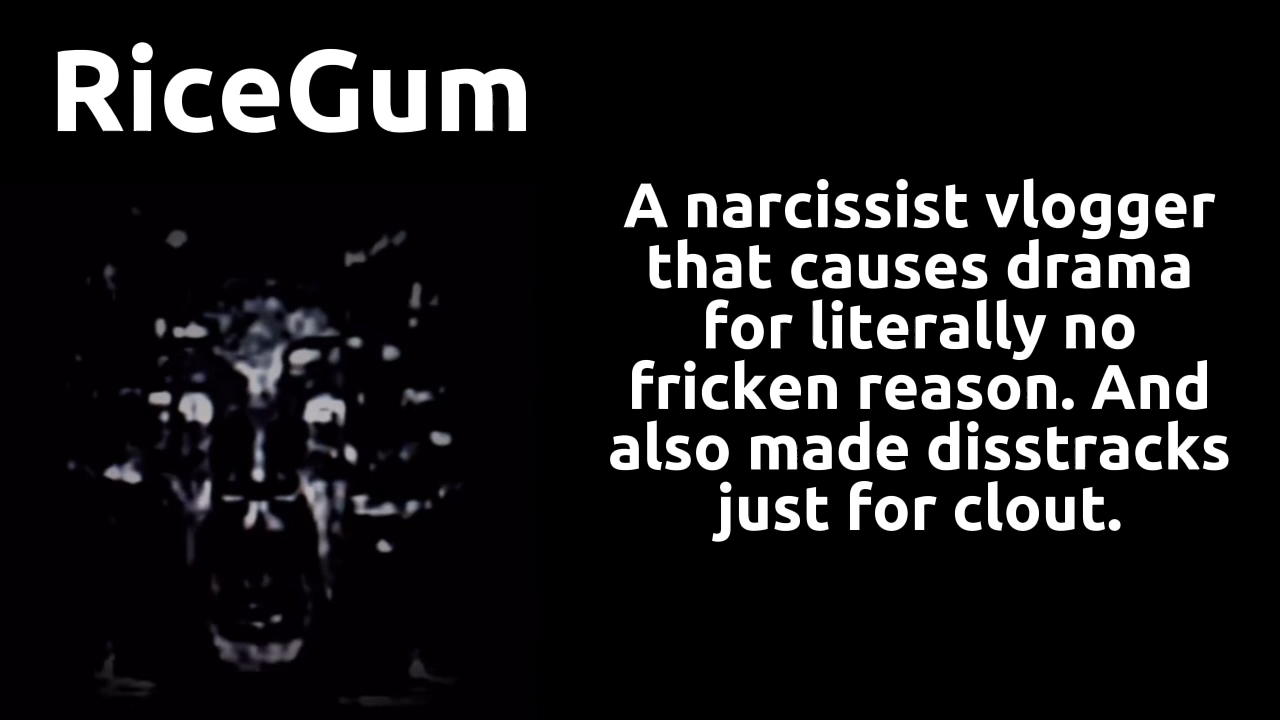 RiceGum
A narcissist vlogger
that causes drama
for literally no
fricken reason. And
also made disstracks
just for clout.